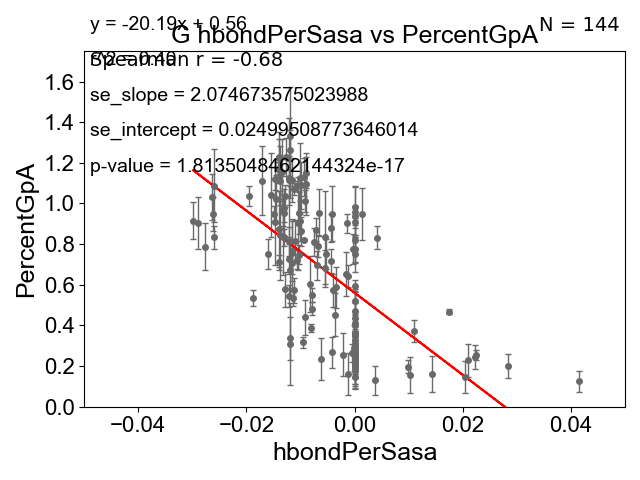 y = -20.19x + 0.56
N = 144
G hbondPerSasa vs PercentGpA
Spearman r = -0.68
se_slope = 2.074673575023988
se_intercept = 0.02499508773646014
p-value = 1.8135048462144324e-17
1.6
1.4
1.2
1.0
0.8
0.6
0.4
0.2
0.0
PercentGpA
−0.04
−0.02
0.00
0.02
0.04
hbondPerSasa